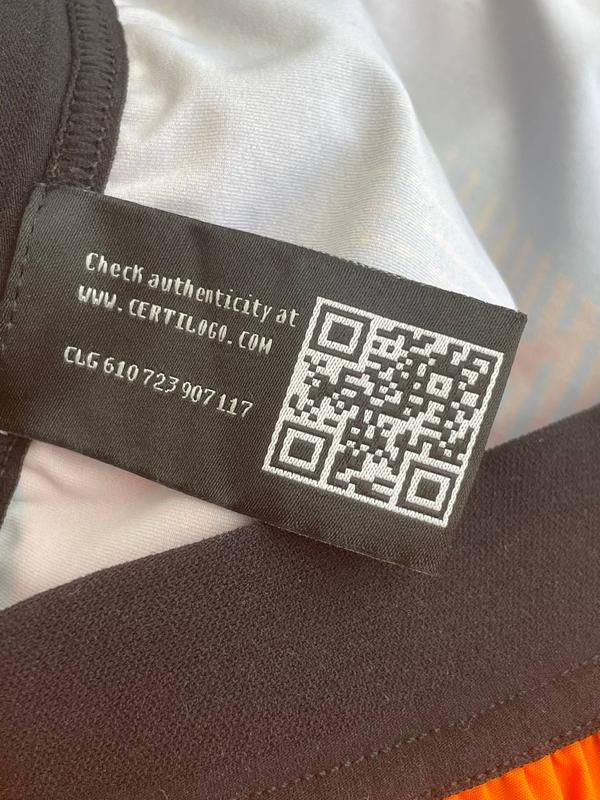 Check authenticity at
WWW.CERTILOGO.COM
CLG 610 723 907 117